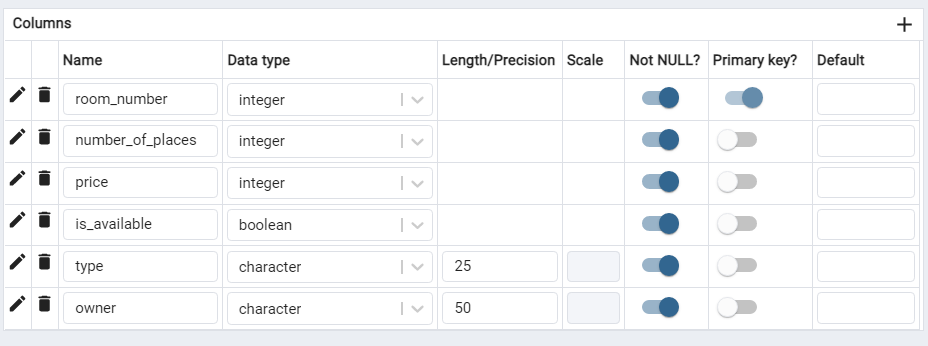 Columns
Name Data type Length/Precision Scale Not NULL? Primary key? Default
room_number integer
number_of_places integer
price integer
is_available boolean
type character 25
owner character 50